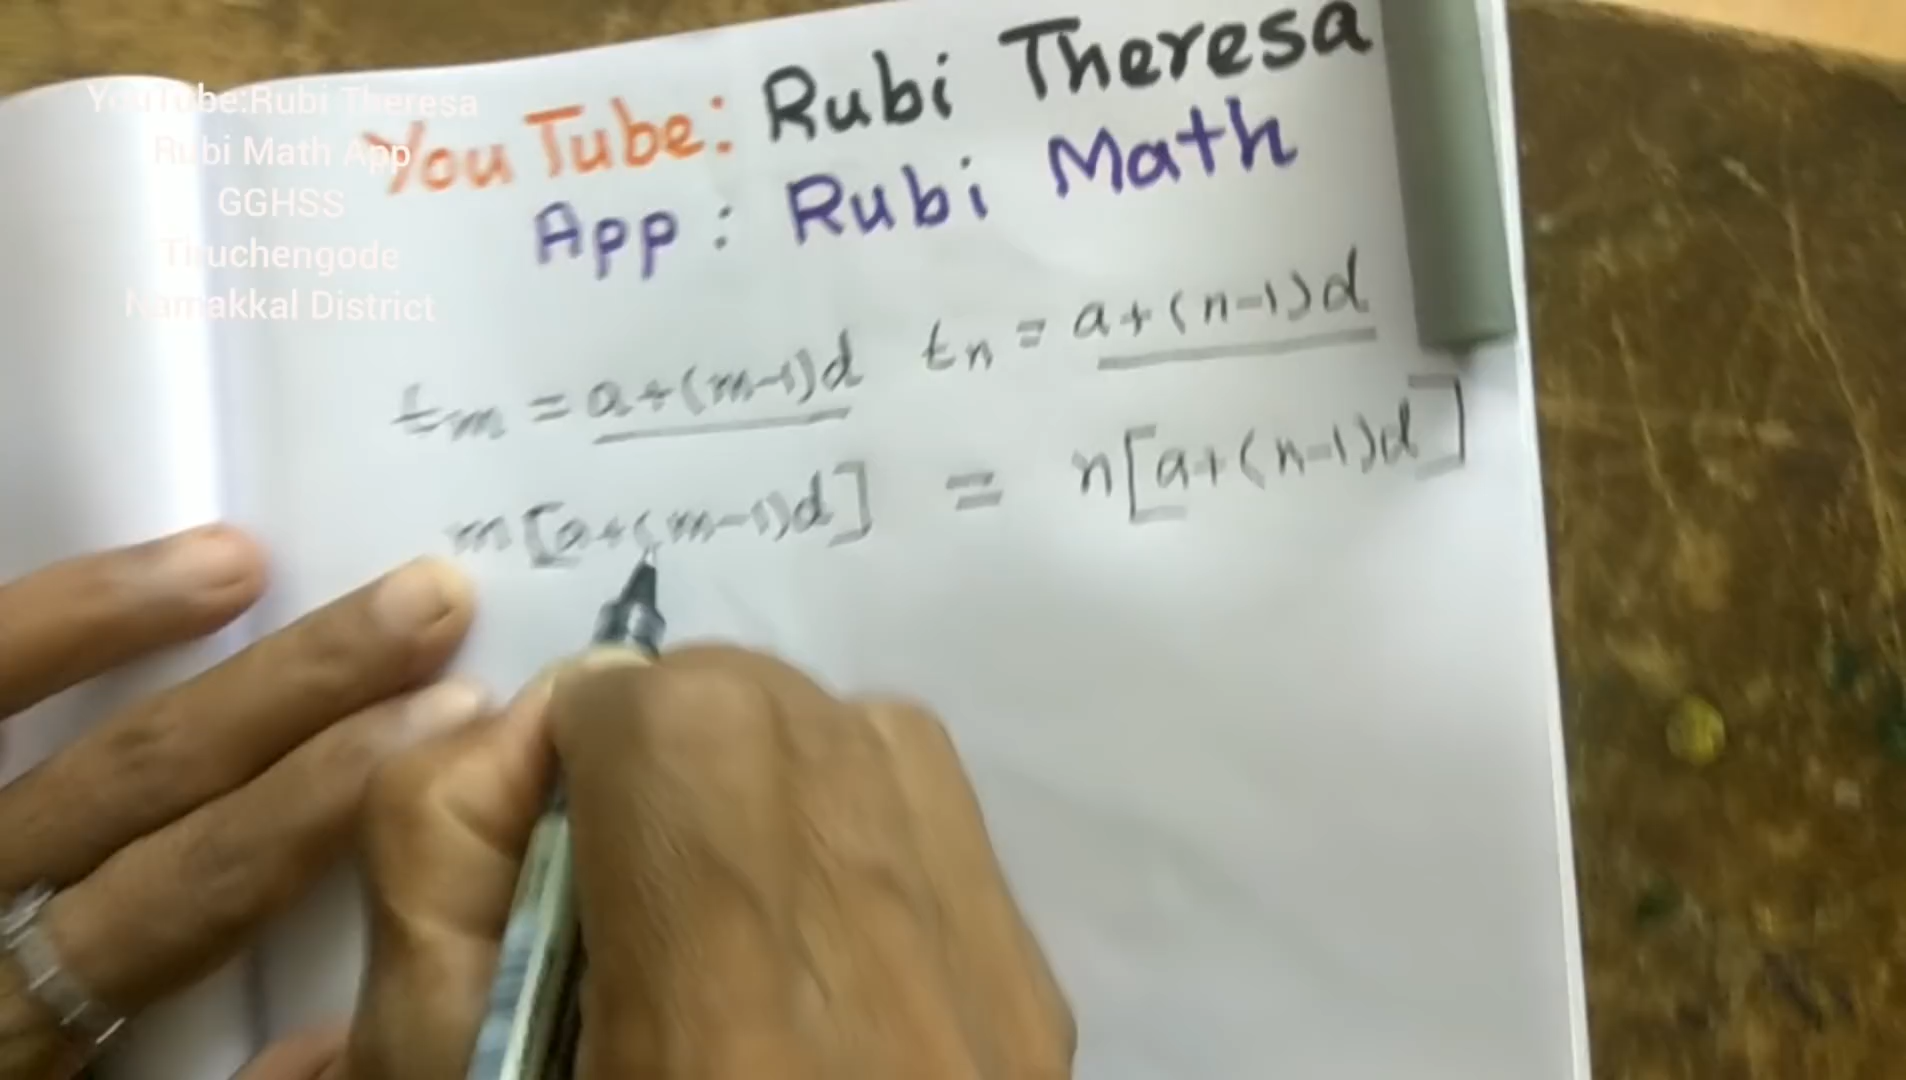 YouTube:Rubi Theresa
Rubi Math App
GGHSS
Tiruchengode
Namakkal District
YouTube: Rubi Theresa
App: Rubi Math
tm = a+(m-1)d tn = a+(n-1)d
m[a+(m-1)d] = n[a+(n-1)d]